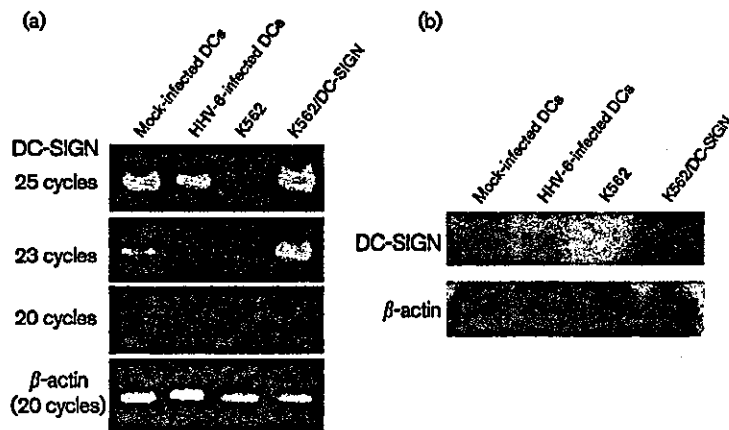 (a)
Mock-infected DCs
HHV-6-infected DCs
K562
K562/DC-SIGN
DC-SIGN
25 cycles
23 cycles
20 cycles
β-actin
(20 cycles)
(b)
Mock-infected DCs
HHV-6-infected DCs
K562
K562/DC-SIGN
DC-SIGN
β-actin